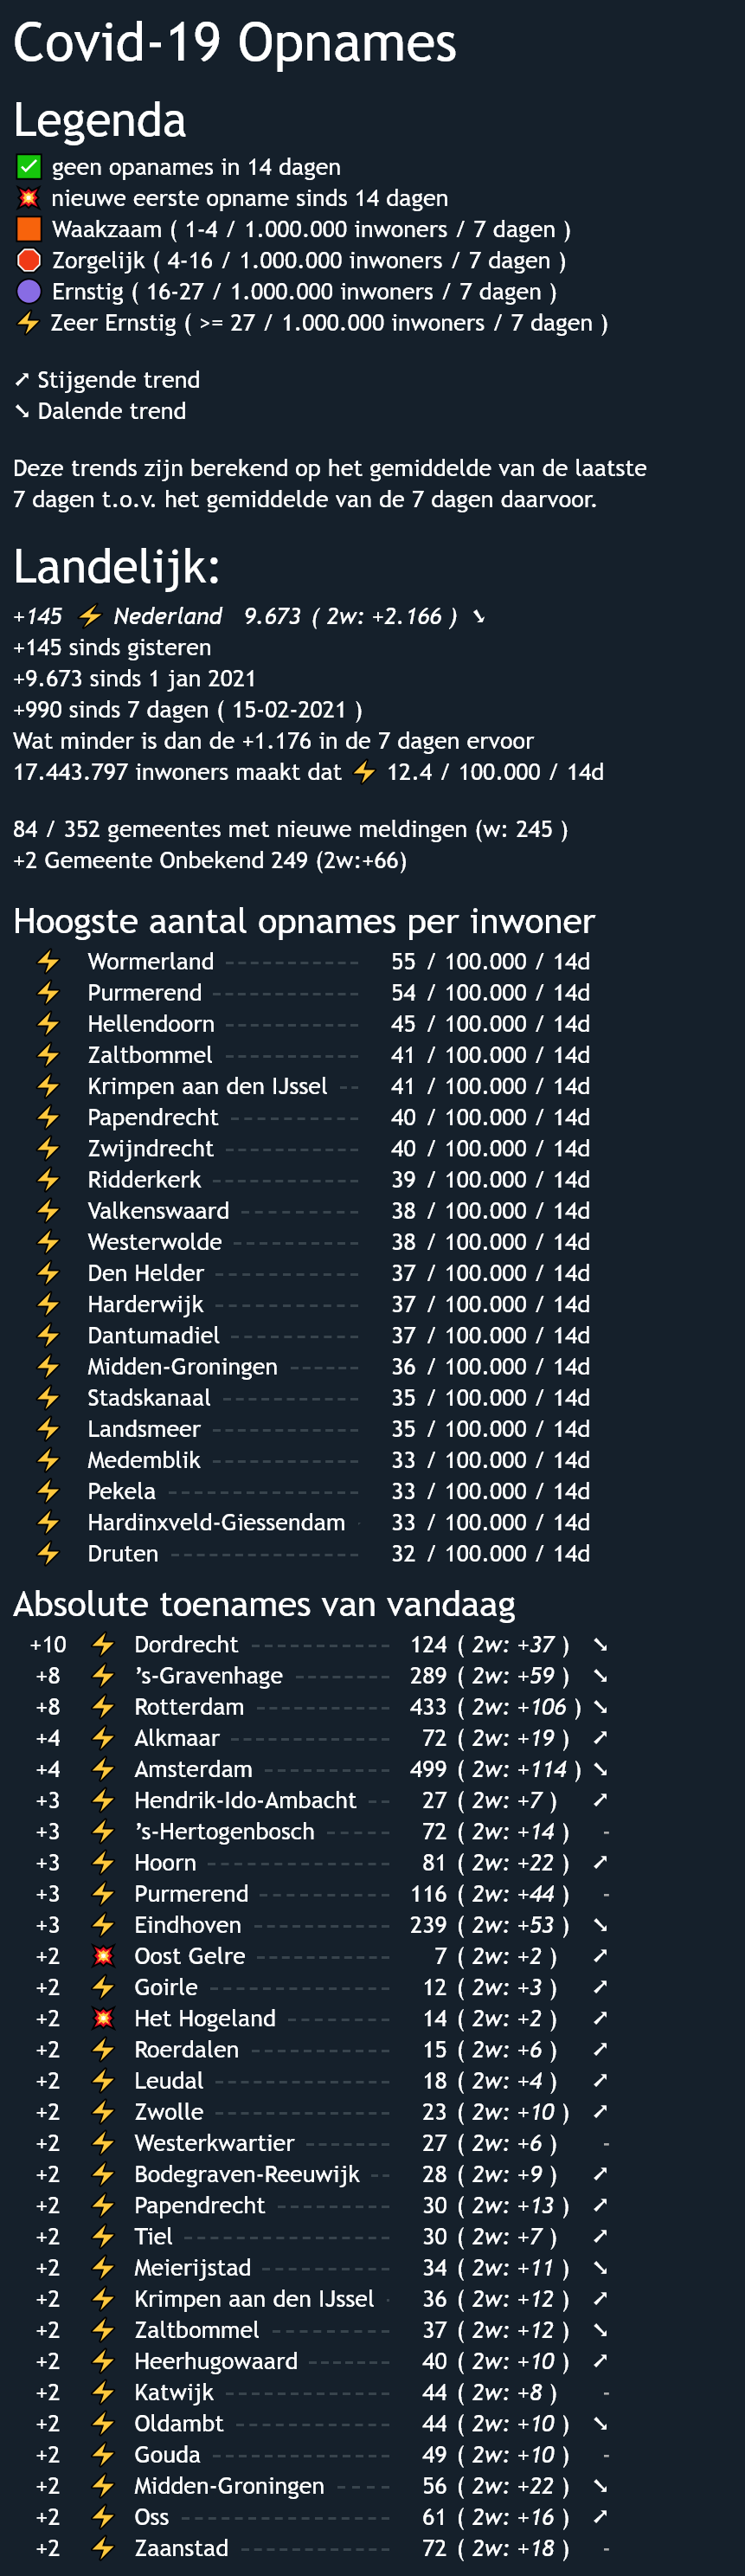 Covid-19 Opnames
Legenda
✅ geen opanames in 14 dagen
💥 nieuwe eerste opname sinds 14 dagen
🟧 Waakzaam ( 1-4 / 1.000.000 inwoners / 7 dagen )
🛑 Zorgelijk ( 4-16 / 1.000.000 inwoners / 7 dagen )
🟣 Ernstig ( 16-27 / 1.000.000 inwoners / 7 dagen )
⚡ Zeer Ernstig ( >= 27 / 1.000.000 inwoners / 7 dagen )
➚ Stijgende trend
➘ Dalende trend
Deze trends zijn berekend op het gemiddelde van de laatste
7 dagen t.o.v. het gemiddelde van de 7 dagen daarvoor.
Landelijk:
+145 ⚡ Nederland 9.673 ( 2w: +2.166 ) ➘
+145 sinds gisteren
+9.673 sinds 1 jan 2021
+990 sinds 7 dagen ( 15-02-2021 )
Wat minder is dan de +1.176 in de 7 dagen ervoor
17.443.797 inwoners maakt dat ⚡ 12.4 / 100.000 / 14d
84 / 352 gemeentes met nieuwe meldingen (w: 245 )
+2 Gemeente Onbekend 249 (2w:+66)
Hoogste aantal opnames per inwoner
⚡ Wormerland ----------- 55 / 100.000 / 14d
⚡ Purmerend ------------ 54 / 100.000 / 14d
⚡ Hellendoorn ----------- 45 / 100.000 / 14d
⚡ Zaltbommel ----------- 41 / 100.000 / 14d
⚡ Krimpen aan den IJssel -- 41 / 100.000 / 14d
⚡ Papendrecht ----------- 40 / 100.000 / 14d
⚡ Zwijndrecht ----------- 40 / 100.000 / 14d
⚡ Ridderkerk ------------ 39 / 100.000 / 14d
⚡ Valkenswaard ---------- 38 / 100.000 / 14d
⚡ Westerwolde ----------- 38 / 100.000 / 14d
⚡ Den Helder ------------ 37 / 100.000 / 14d
⚡ Harderwijk ------------ 37 / 100.000 / 14d
⚡ Dantumadiel ----------- 37 / 100.000 / 14d
⚡ Midden-Groningen ------ 36 / 100.000 / 14d
⚡ Stadskanaal ----------- 35 / 100.000 / 14d
⚡ Landsmeer ------------ 35 / 100.000 / 14d
⚡ Medemblik ------------ 33 / 100.000 / 14d
⚡ Pekela ---------------- 33 / 100.000 / 14d
⚡ Hardinxveld-Giessendam - 33 / 100.000 / 14d
⚡ Druten ---------------- 32 / 100.000 / 14d
Absolute toenames van vandaag
+10 ⚡ Dordrecht ------------ 124 ( 2w: +37 ) ➘
+8 ⚡ 's-Gravenhage -------- 289 ( 2w: +59 ) ➘
+8 ⚡ Rotterdam ------------ 433 ( 2w: +106 ) ➘
+4 ⚡ Alkmaar -------------- 72 ( 2w: +19 ) ➚
+4 ⚡ Amsterdam ------------ 499 ( 2w: +114 ) ➘
+3 ⚡ Hendrik-Ido-Ambacht -- 27 ( 2w: +7 ) ➚
+3 ⚡ 's-Hertogenbosch ----- 72 ( 2w: +14 ) -
+3 ⚡ Hoorn --------------- 81 ( 2w: +22 ) ➚
+3 ⚡ Purmerend ----------- 116 ( 2w: +44 ) -
+3 ⚡ Eindhoven ------------ 239 ( 2w: +53 ) ➘
+2 💥 Oost Gelre ----------- 7 ( 2w: +2 ) ➚
+2 ⚡ Goirle --------------- 12 ( 2w: +3 ) ➚
+2 💥 Het Hogeland --------- 14 ( 2w: +2 ) ➚
+2 ⚡ Roerdalen ------------ 15 ( 2w: +6 ) ➚
+2 ⚡ Leudal --------------- 18 ( 2w: +4 ) ➚
+2 ⚡ Zwolle --------------- 23 ( 2w: +10 ) ➚
+2 ⚡ Westerkwartier ------- 27 ( 2w: +6 ) -
+2 ⚡ Bodegraven-Reeuwijk -- 28 ( 2w: +9 ) ➚
+2 ⚡ Papendrecht ---------- 30 ( 2w: +13 ) ➚
+2 ⚡ Tiel ----------------- 30 ( 2w: +7 ) ➚
+2 ⚡ Meierijstad ----------- 34 ( 2w: +11 ) ➘
+2 ⚡ Krimpen aan den IJssel - 36 ( 2w: +12 ) ➚
+2 ⚡ Zaltbommel ---------- 37 ( 2w: +12 ) ➘
+2 ⚡ Heerhugowaard ------- 40 ( 2w: +10 ) ➚
+2 ⚡ Katwijk -------------- 44 ( 2w: +8 ) -
+2 ⚡ Oldambt -------------- 44 ( 2w: +10 ) ➘
+2 ⚡ Gouda --------------- 49 ( 2w: +10 ) -
+2 ⚡ Midden-Groningen ---- 56 ( 2w: +22 ) ➘
+2 ⚡ Oss ------------------ 61 ( 2w: +16 ) ➚
+2 ⚡ Zaanstad ------------- 72 ( 2w: +18 ) -